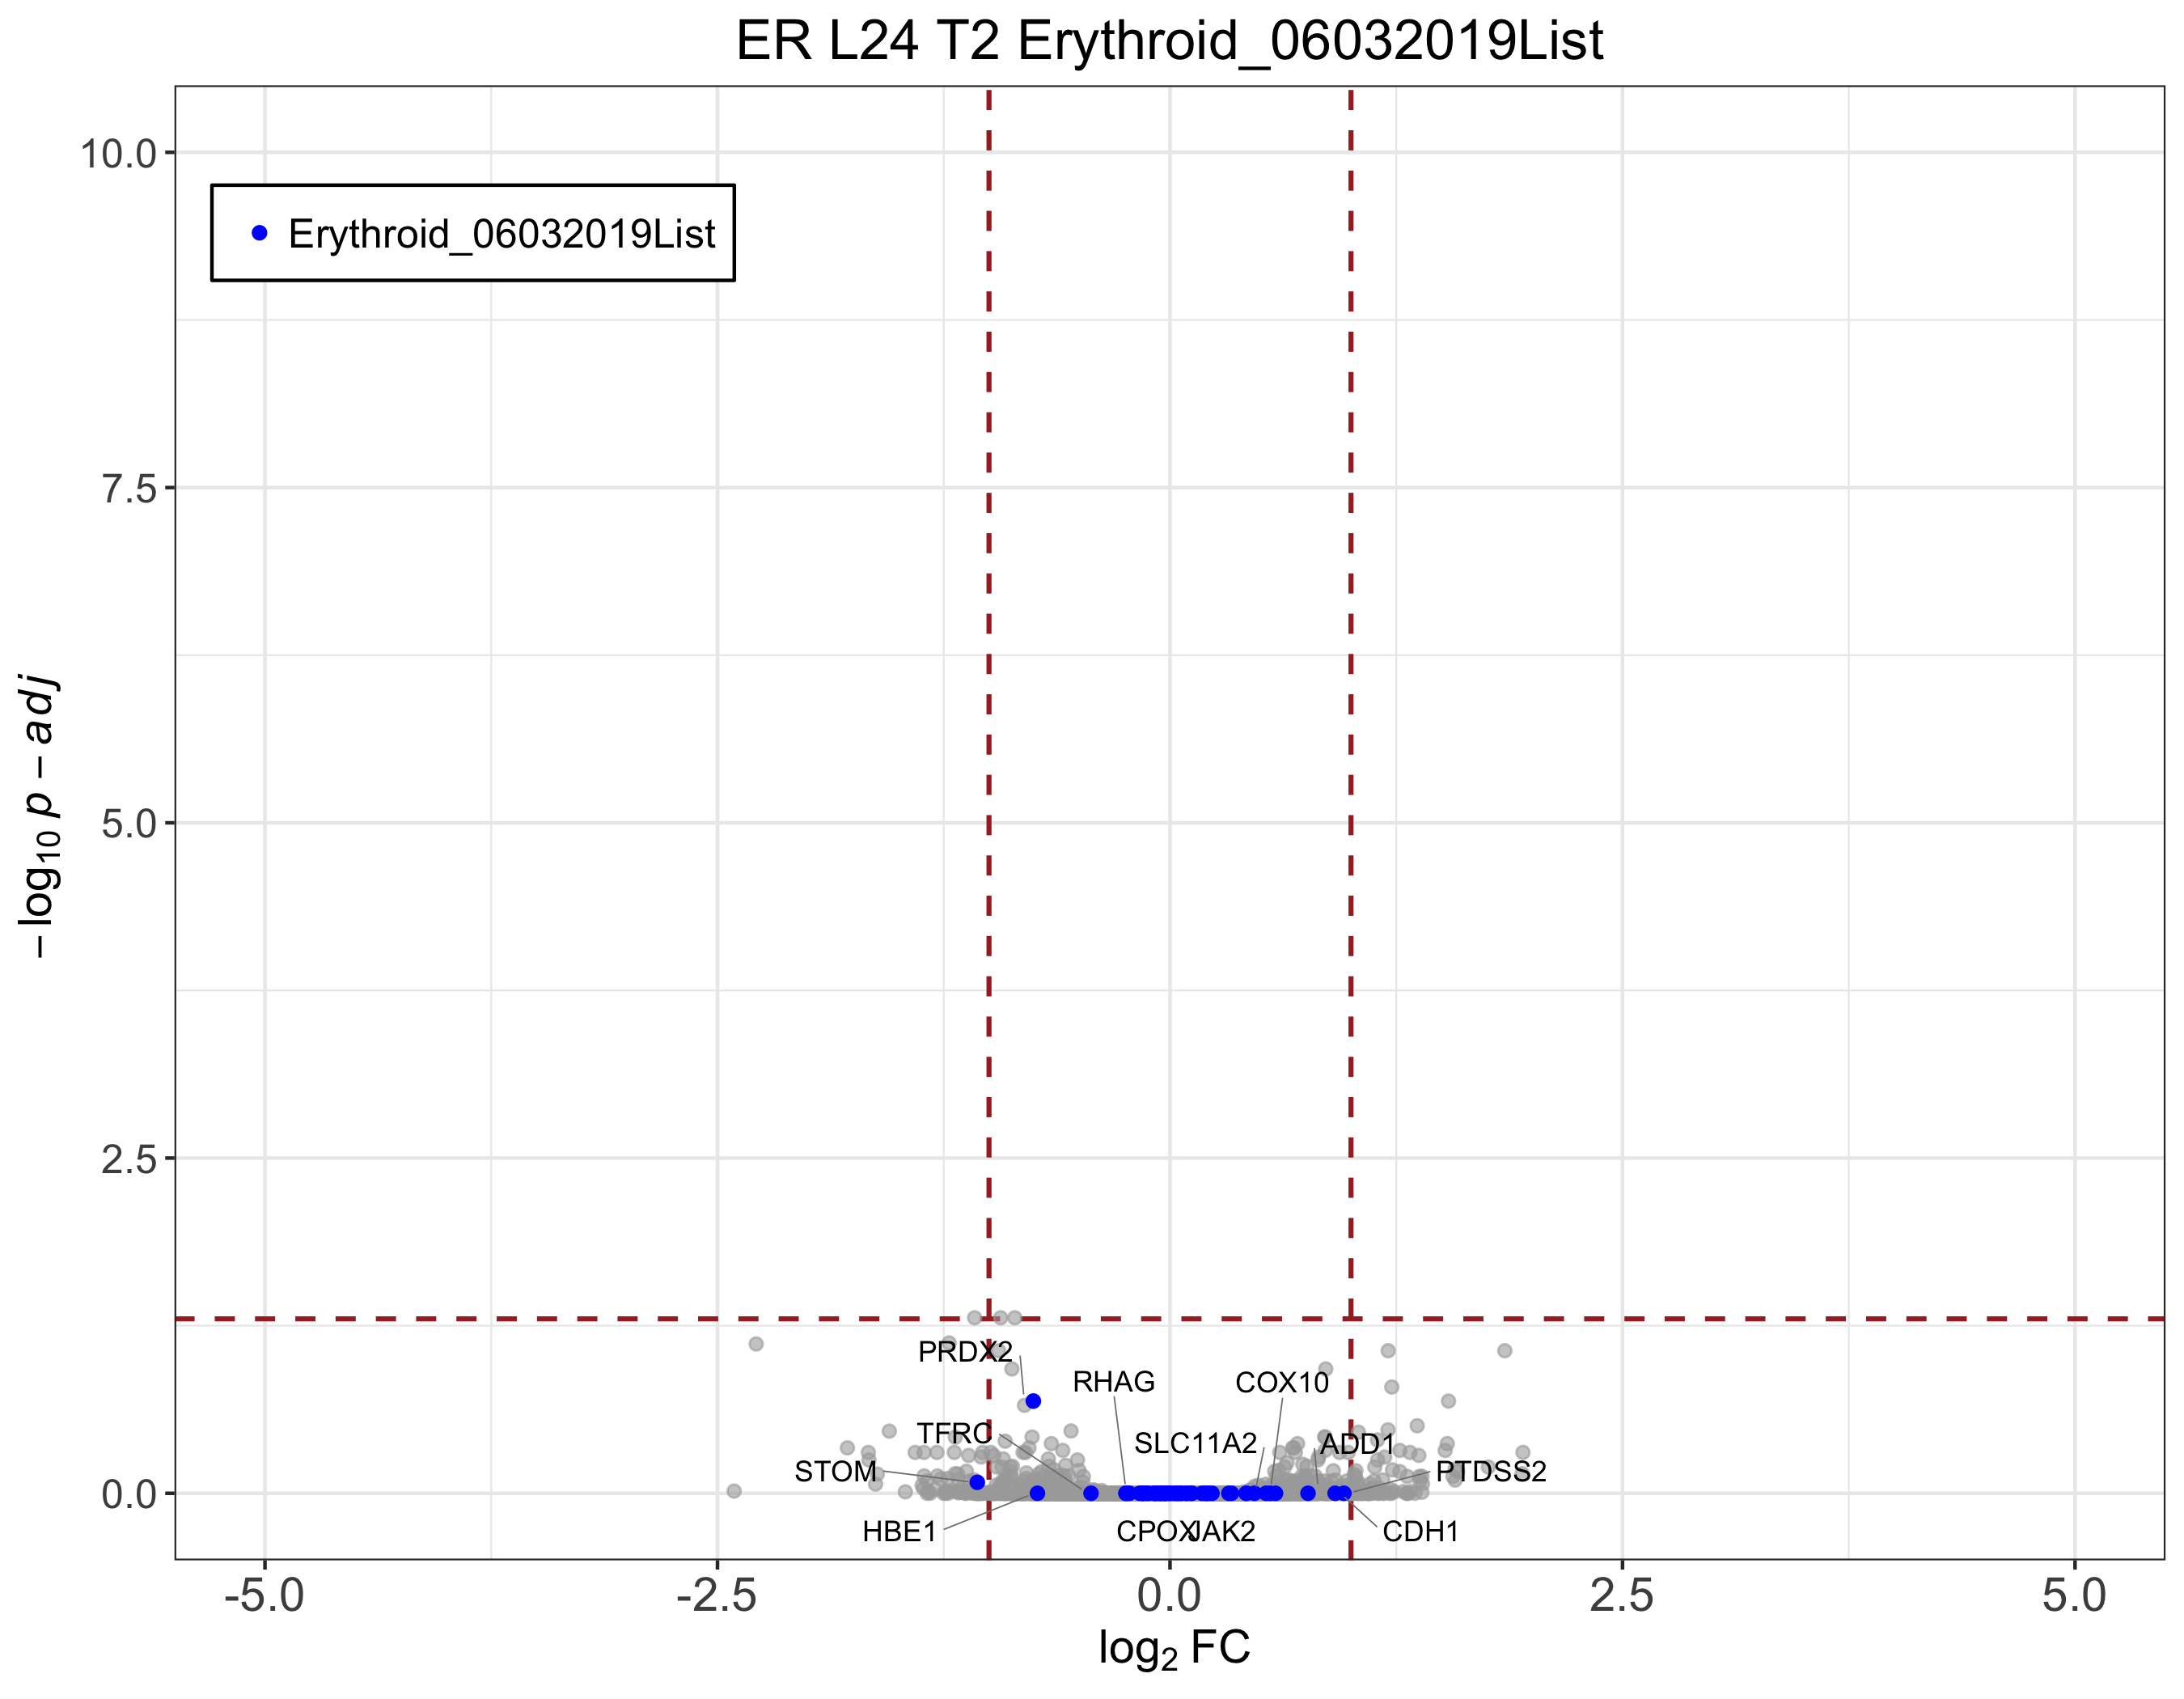 ER L24 T2 Erythroid_06032019List
10.0
7.5
5.0
2.5
0.0
−log10 p − adj
Erythroid_06032019List
PRDX2
RHAG
COX10
TFRC
SLC11A2
ADD1
STOM
PTDSS2
HBE1
CPOX
JAK2
CDH1
-5.0
-2.5
0.0
2.5
5.0
log2 FC